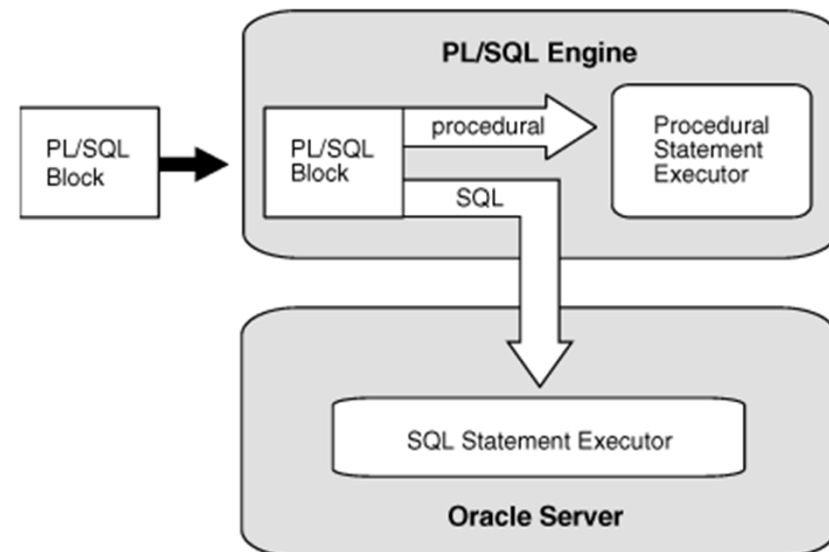 PL/SQL Engine
PL/SQL
Block
PL/SQL
Block
procedural
SQL
Procedural
Statement
Executor
SQL Statement Executor
Oracle Server